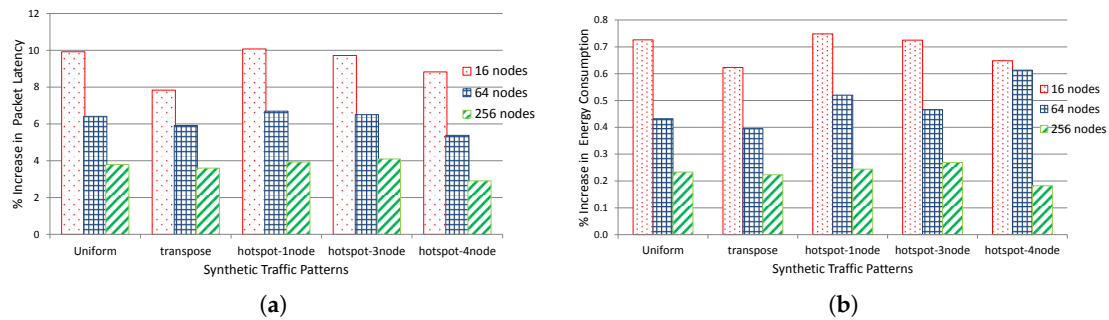 12
10
8
6
4
2
0
% Increase in Packet Latency
16 nodes
64 nodes
256 nodes
Uniform transpose hotspot-1node hotspot-3node hotspot-4node
Synthetic Traffic Patterns
(a)
0.8
0.7
0.6
0.5
0.4
0.3
0.2
0.1
0.0
% Increase in Energy Consumption
16 nodes
64 nodes
256 nodes
Uniform transpose hotspot-1node hotspot-3node hotspot-4node
Synthetic Traffic Patterns
(b)